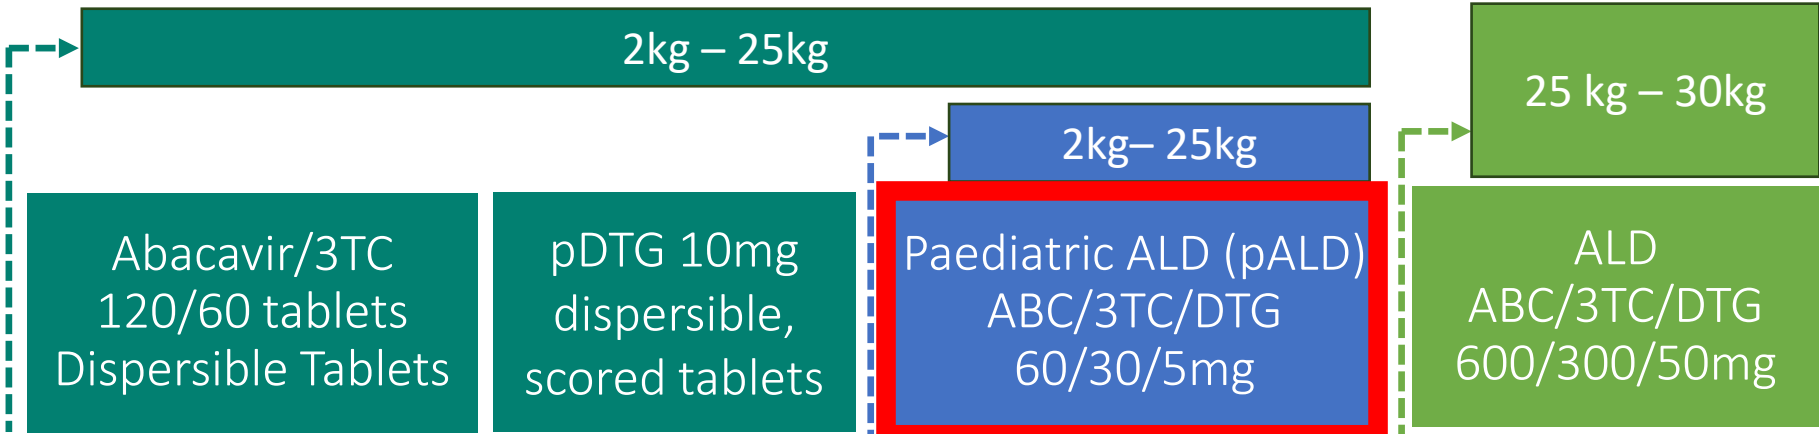 2kg – 25kg
25 kg – 30kg
2kg– 25kg
Abacavir/3TC
120/60 tablets
Dispersible Tablets
pDTG 10mg
dispersible,
scored tablets
Paediatric ALD (pALD)
ABC/3TC/DTG
60/30/5mg
ALD
ABC/3TC/DTG
600/300/50mg